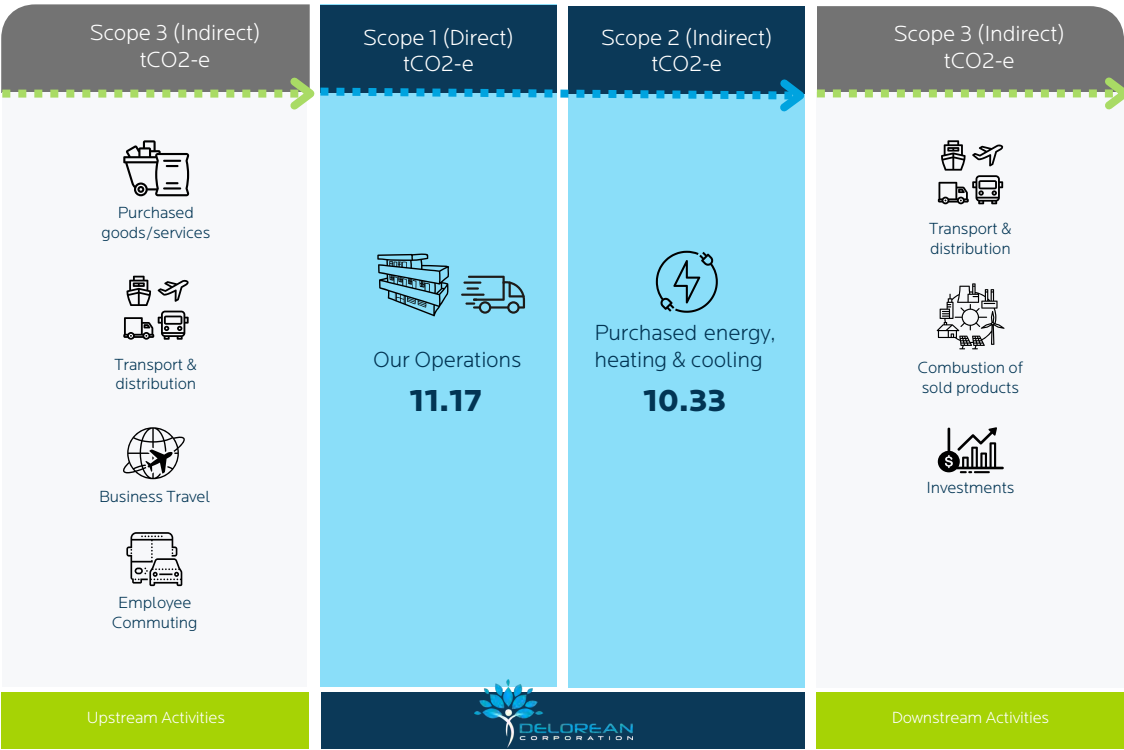 Scope 3 (Indirect)
tCO2-e
Purchased
goods/services
Transport &
distribution
Business Travel
Employee
Commuting
Upstream Activities
Scope 1 (Direct)
tCO2-e
Our Operations
11.17
Scope 2 (Indirect)
tCO2-e
Purchased energy,
heating & cooling
10.33
DELOREAN
CORPORATION
Scope 3 (Indirect)
tCO2-e
Transport &
distribution
Combustion of
sold products
$
Investments
Downstream Activities